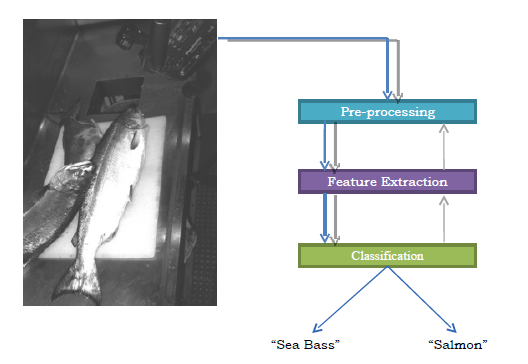 Pre-processing
Feature Extraction
Classification
“Sea Bass”
“Salmon”